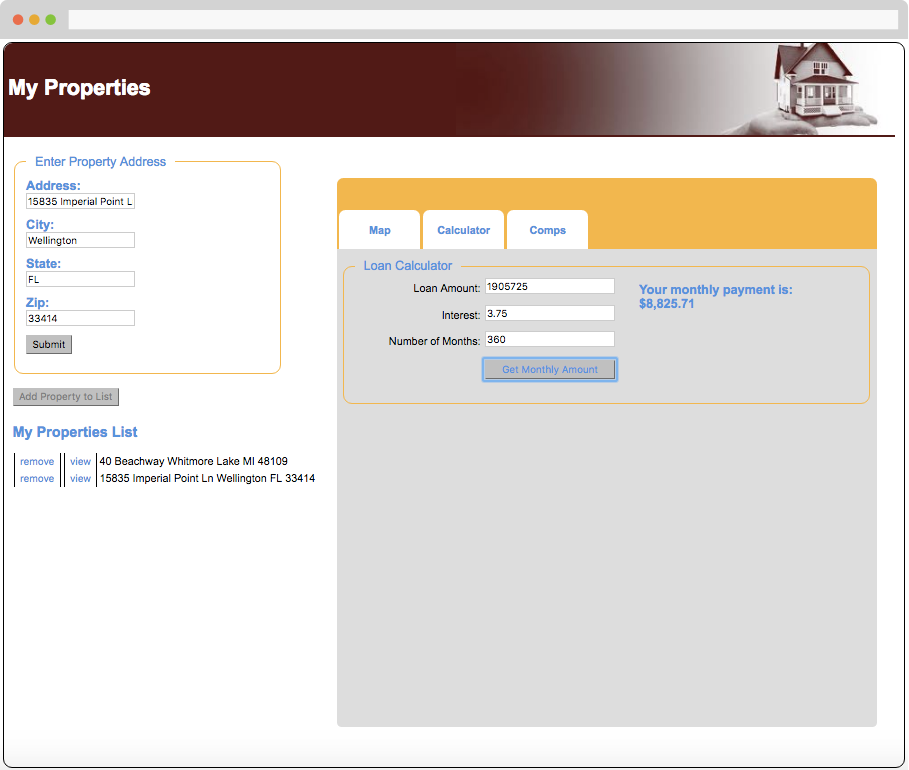 My Properties
Enter Property Address
Address:
15835 Imperial Point L
City:
Wellington
State:
FL
Zip:
33414
Submit
Add Property to List
My Properties List
remove view 40 Beachway Whitmore Lake MI 48109
remove view 15835 Imperial Point Ln Wellington FL 33414
Map Calculator Comps
Loan Calculator
Loan Amount: 1905725
Interest: 3.75
Number of Months: 360
Get Monthly Amount
Your monthly payment is:
$8,825.71